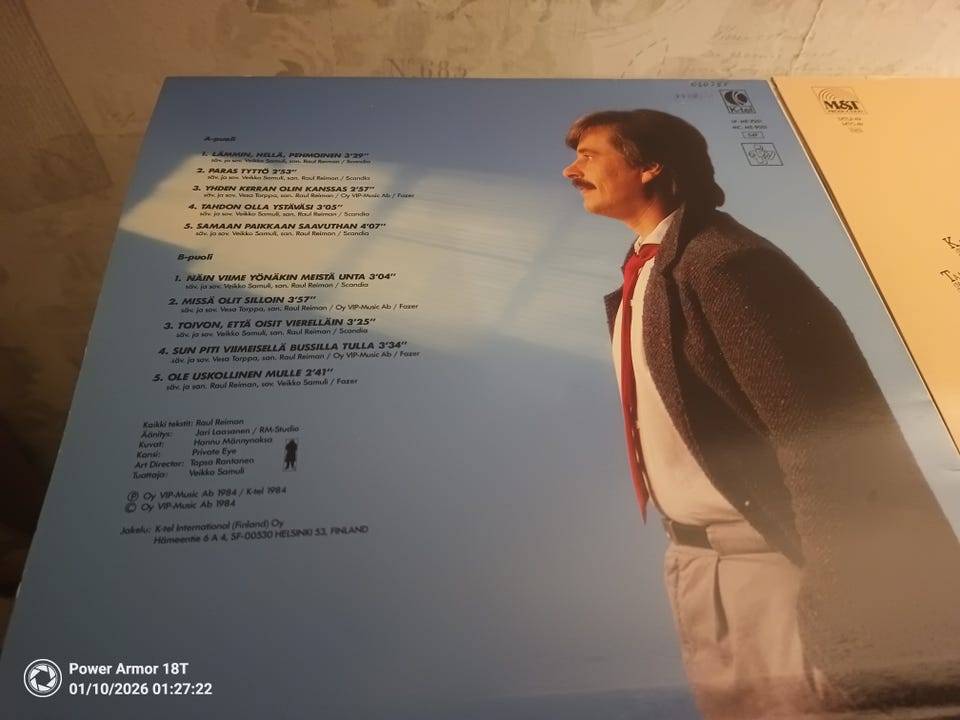 Nº 685
K-tel
LP: ME 7501
MC: ME 8501
M&T
A-puoli
1. LÄMMIN, HELLÄ, PEHMOINEN 3'29"
säv. ja sov. Veikko Samuli, san. Raul Reiman / Scandia
2. PARAS TYTTÖ 2'53"
säv. ja sov. Veikko Samuli, san. Raul Reiman / Scandia
3. YHDEN KERRAN OLIN KANSSAS 2'57"
säv. ja sov. Vesa Torppa, san. Raul Reiman / Oy VIP-Music Ab / Fazer
4. TAHDON OLLA YSTÄVÄSI 3'05"
säv. ja sov. Veikko Samuli, san. Raul Reiman / Scandia
5. SAMAAN PAIKKAAN SAAVUTHAN 4'07"
säv. ja sov. Veikko Samuli, san. Raul Reiman / Scandia
B-puoli
1. NÄIN VIIME YÖNÄKIN MEISTÄ UNTA 3'04"
säv. ja sov. Veikko Samuli, san. Raul Reiman / Scandia
2. MISSÄ OLIT SILLOIN 3'57"
säv. ja sov. Vesa Torppa, san. Raul Reiman / Oy VIP-Music Ab / Fazer
3. TOIVON, ETTÄ OISIT VIERELLÄIN 3'25"
säv. ja sov. Veikko Samuli, san. Raul Reiman / Scandia
4. SUN PITI VIIMEISELLÄ BUSSILLA TULLA 3'34"
säv. ja sov. Vesa Torppa, san. Raul Reiman / Oy VIP-Music Ab / Fazer
5. OLE USKOLLINEN MULLE 2'41"
säv. ja san. Raul Reiman, sov. Veikko Samuli / Fazer
Kaikki tekstit: Raul Reiman
Äänitys: Jari Laasanen / RM-Studio
Kuvat: Hannu Männynoksa
Kansi: Private Eye
Art Director: Tapsa Rantanen
Tuottaja: Veikko Samuli
Ⓟ Oy VIP-Music Ab 1984 / K-tel 1984
© Oy VIP-Music Ab 1984
Jakelu: K-tel International (Finland) Oy
Hämeentie 6 A 4, SF-00530 HELSINKI 53, FINLAND
Power Armor 18T
01/10/2026 01:27:22